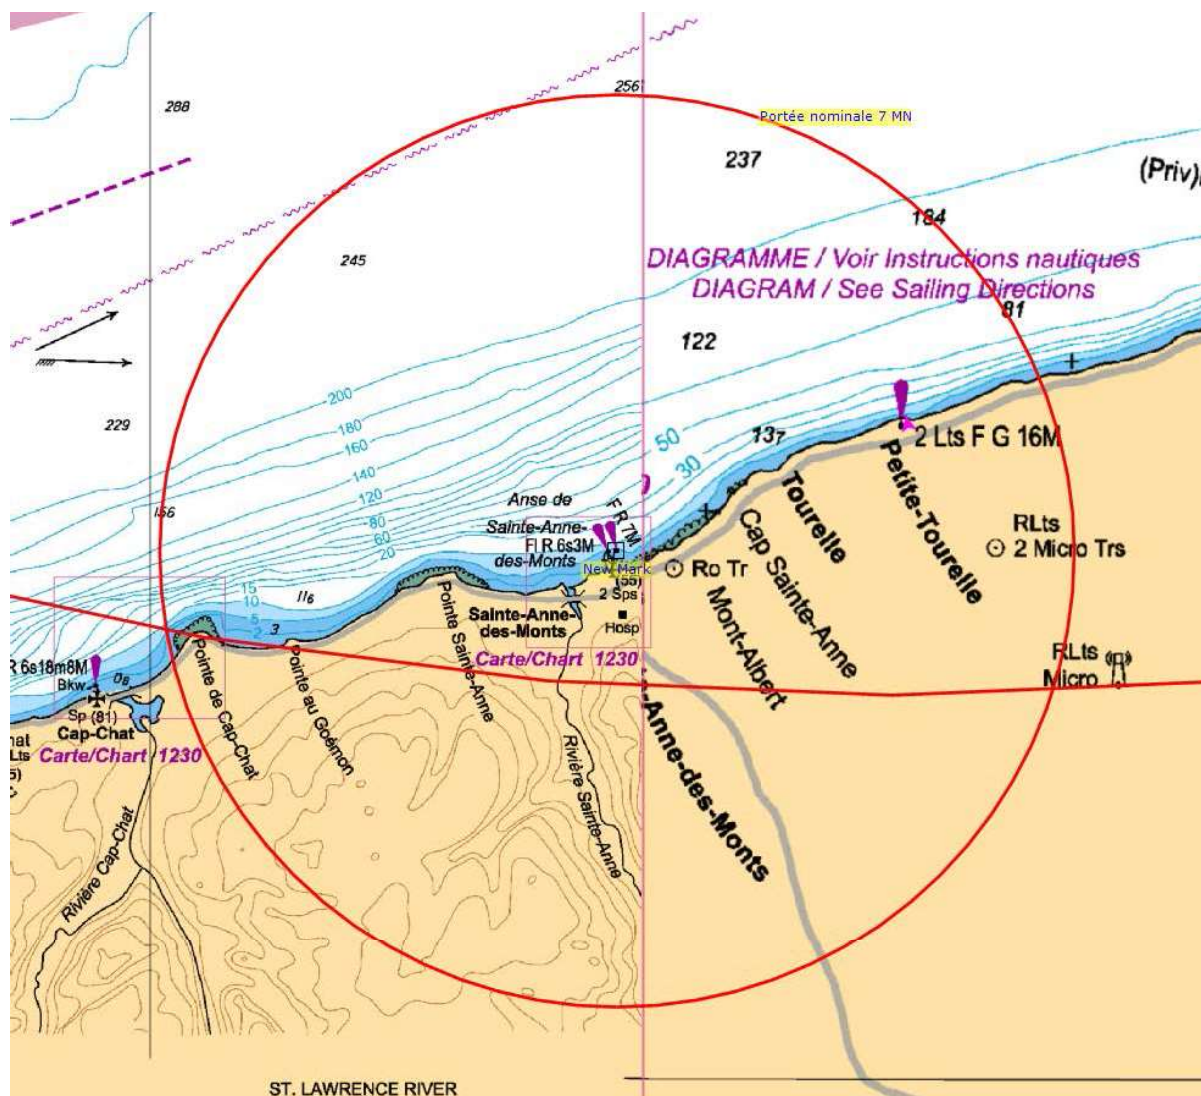 256
288
Portée nominale 7 MN
237
(Priv)
184
245
DIAGRAMME / Voir Instructions nautiques
DIAGRAM / See Sailing Directions
81
122
200
229
180
160
137
50
2 Lts F G 16M
140
30
120
Anse de
Sainte-Anne-
des-Monts
156
80
60
20
F R 7M
Fl R 6s3M
New Mark
(55)
2 Sps
Hosp
Ro Tr
Tourelle
Petite-Tourelle
Cap Sainte-Anne
Mont-Albert
RLts
2 Micro Trs
15
10
5
2
116
3
Sainte-Anne-
des-Monts
Carte/Chart 1230
Pointe Sainte-Anne
RLts
Micro
R 6s18m8M
Bkw
08
Sp (81)
Cap-Chat
Carte/Chart 1230
Pointe de Cap-Chat
Pointe au Goémon
-Anne-des-Monts
Rivière Sainte-Anne
Rivière Cap-Chat
hat
Lts
5)
ST. LAWRENCE RIVER